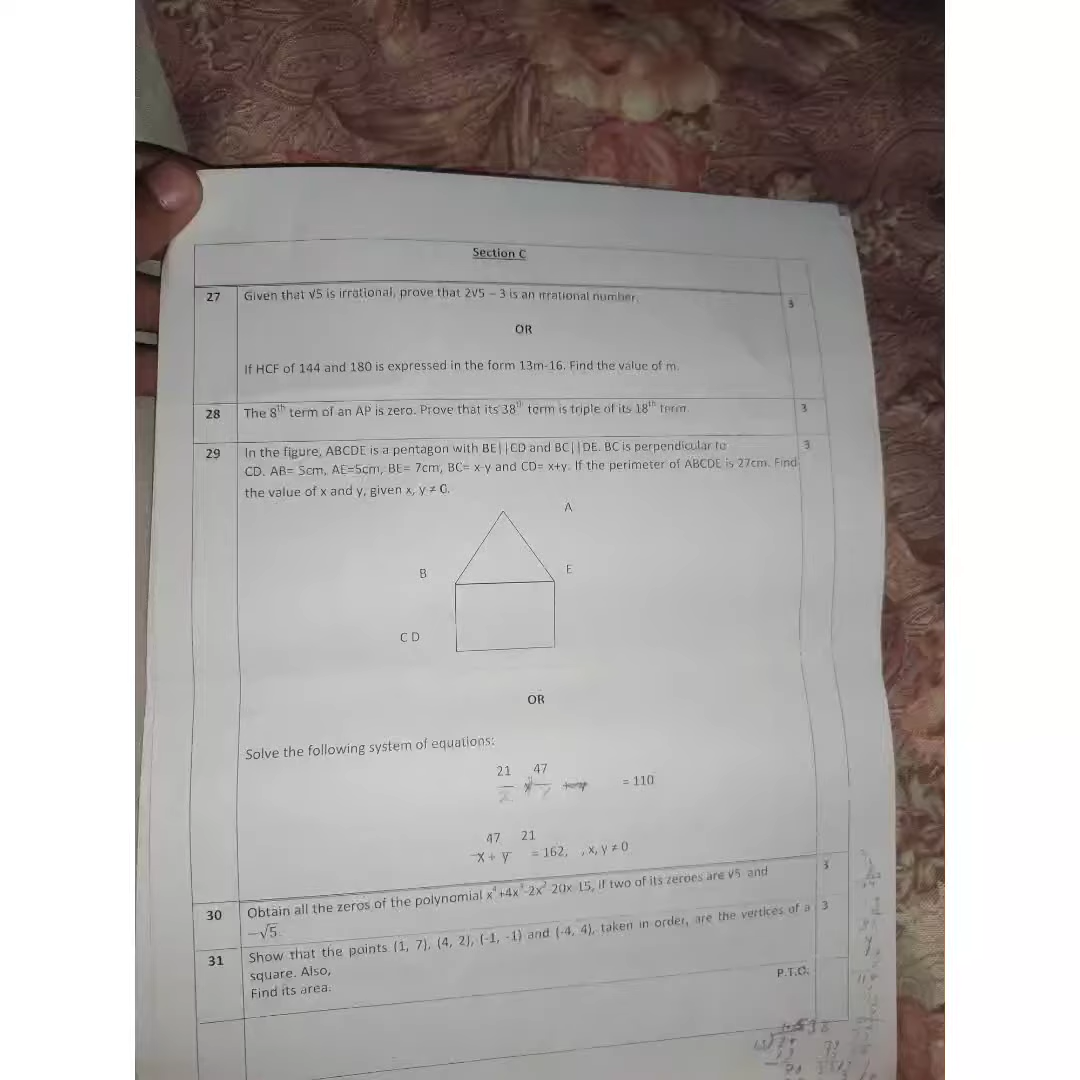 Section C
27 Given that √5 is irrational, prove that 2√5 – 3 is an irrational number. 3
OR
If HCF of 144 and 180 is expressed in the form 13m-16. Find the value of m.
28 The 8th term of an AP is zero. Prove that its 38th term is triple of its 18th term. 3
29 In the figure, ABCDE is a pentagon with BE||CD and BC||DE. BC is perpendicular to 3
CD. AB= 5cm, AE=5cm, BE= 7cm, BC= x-y and CD= x+y. If the perimeter of ABCDE is 27cm. Find
the value of x and y, given x, y ≠ 0.
A
B E
C D
OR
Solve the following system of equations:
21 47
= 110
47 21
x + y = 162, , x, y ≠ 0
30 Obtain all the zeros of the polynomial x⁴+4x³-2x²-20x-15, if two of its zeroes are √5 and 3
–√5.
31 Show that the points (1, 7), (4, 2), (-1, -1) and (-4, 4), taken in order, are the vertices of a 3
square. Also,
Find its area.
P.T.O.